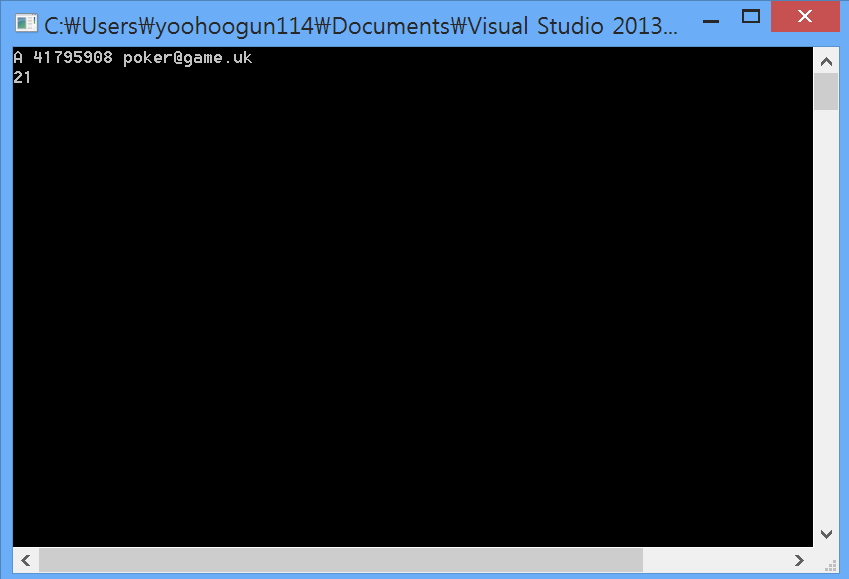 C:₩Users₩yoohoogun114₩Documents₩Visual Studio 2013...
A 41795908 poker@game.uk
21